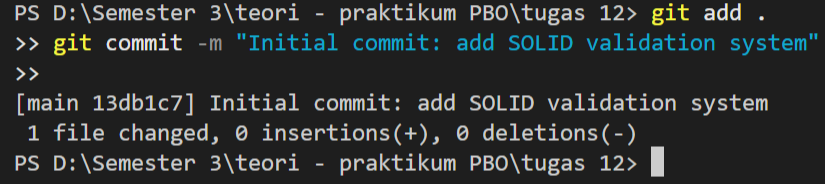 PS D:\Semester 3\teori - praktikum PBO\tugas 12> git add .
>> git commit -m "Initial commit: add SOLID validation system"
>>
[main 13db1c7] Initial commit: add SOLID validation system
 1 file changed, 0 insertions(+), 0 deletions(-)
PS D:\Semester 3\teori - praktikum PBO\tugas 12>